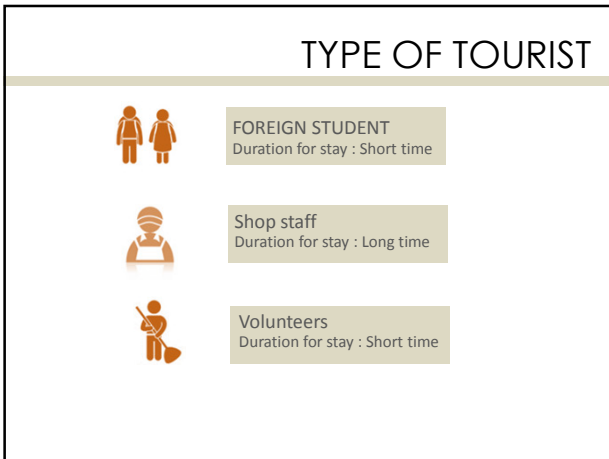 TYPE OF TOURIST
FOREIGN STUDENT
Duration for stay : Short time
Shop staff
Duration for stay : Long time
Volunteers
Duration for stay : Short time